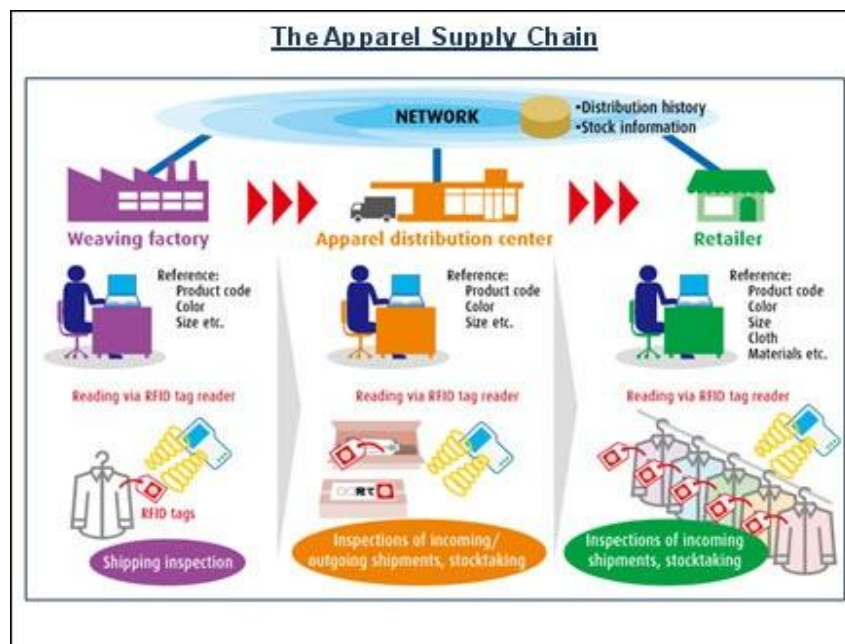 The Apparel Supply Chain
NETWORK
•Distribution history
•Stock information
Weaving factory
Apparel distribution center
Retailer
Reference:
Product code
Color
Size etc.
Reference:
Product code
Color
Size etc.
Reference:
Product code
Color
Size
Cloth
Materials etc.
Reading via RFID tag reader
Reading via RFID tag reader
Reading via RFID tag reader
RFID tags
Shipping inspection
Inspections of incoming/
outgoing shipments, stocktaking
Inspections of incoming
shipments, stocktaking